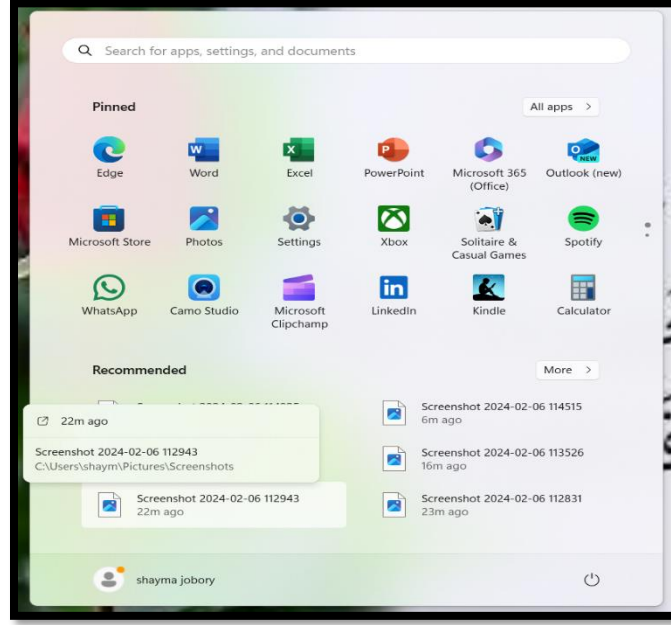 Search for apps, settings, and documents
Pinned
All apps >
Edge
Word
Excel
PowerPoint
Microsoft 365
(Office)
Outlook (new)
Microsoft Store
Photos
Settings
Xbox
Solitaire &
Casual Games
Spotify
WhatsApp
Camo Studio
Microsoft
Clipchamp
LinkedIn
Kindle
Calculator
Recommended
More >
22m ago
Screenshot 2024-02-06 112943
C:\Users\shaym\Pictures\Screenshots
Screenshot 2024-02-06 114515
6m ago
Screenshot 2024-02-06 113526
16m ago
Screenshot 2024-02-06 112943
22m ago
Screenshot 2024-02-06 112831
23m ago
shayma jobory